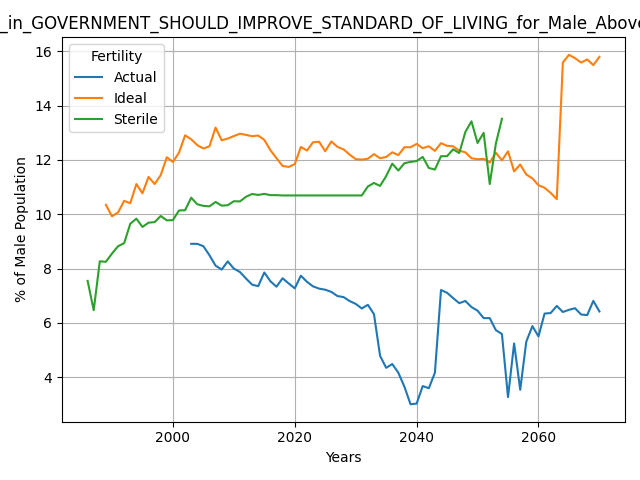 _in_GOVERNMENT_SHOULD_IMPROVE_STANDARD_OF_LIVING_for_Male_Above
Fertility
Actual
Ideal
Sterile
% of Male Population
16
14
12
10
8
6
4
2000
2020
2040
2060
Years